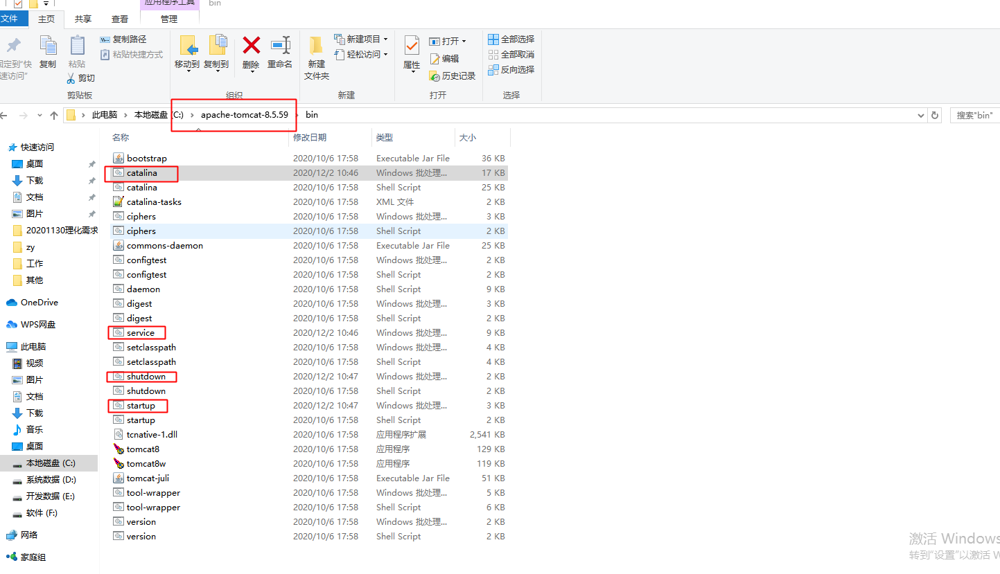 应用程序工具 bin
文件 主页 共享 查看 管理
固定到"快速访问"
复制
粘贴
复制路径
粘贴快捷方式
剪切
剪贴板
移动到
复制到
删除
重命名
组织
新建文件夹
新建项目
轻松访问
新建
属性
打开
编辑
历史记录
打开
全部选择
全部取消
反向选择
选择
此电脑 本地磁盘 (C:) apache-tomcat-8.5.59 bin
搜索"bin"
快速访问
桌面
下载
文档
图片
20201130理化需求
zy
工作
其他
OneDrive
WPS网盘
此电脑
视频
图片
文档
下载
音乐
桌面
本地磁盘 (C:)
系统数据 (D:)
开发数据 (E:)
软件 (F:)
网络
家庭组
名称 修改日期 类型 大小
bootstrap 2020/10/6 17:58 Executable Jar File 36 KB
catalina 2020/12/2 10:46 Windows 批处理... 17 KB
catalina 2020/10/6 17:58 Shell Script 25 KB
catalina-tasks 2020/10/6 17:58 XML 文件 2 KB
ciphers 2020/10/6 17:58 Windows 批处理... 3 KB
ciphers 2020/10/6 17:58 Shell Script 2 KB
commons-daemon 2020/10/6 17:58 Executable Jar File 25 KB
configtest 2020/10/6 17:58 Windows 批处理... 2 KB
configtest 2020/10/6 17:58 Shell Script 2 KB
daemon 2020/10/6 17:58 Shell Script 9 KB
digest 2020/10/6 17:58 Windows 批处理... 3 KB
digest 2020/10/6 17:58 Shell Script 2 KB
service 2020/12/2 10:46 Windows 批处理... 9 KB
setclasspath 2020/10/6 17:58 Windows 批处理... 4 KB
setclasspath 2020/10/6 17:58 Shell Script 4 KB
shutdown 2020/12/2 10:47 Windows 批处理... 2 KB
shutdown 2020/10/6 17:58 Shell Script 2 KB
startup 2020/12/2 10:47 Windows 批处理... 3 KB
startup 2020/10/6 17:58 Shell Script 2 KB
tcnative-1.dll 2020/10/6 17:58 应用程序扩展 2,541 KB
tomcat8 2020/10/6 17:58 应用程序 129 KB
tomcat8w 2020/10/6 17:58 应用程序 119 KB
tomcat-juli 2020/10/6 17:58 Executable Jar File 51 KB
tool-wrapper 2020/10/6 17:58 Windows 批处理... 5 KB
tool-wrapper 2020/10/6 17:58 Shell Script 6 KB
version 2020/10/6 17:58 Windows 批处理... 2 KB
version 2020/10/6 17:58 Shell Script 2 KB
激活 Windows
转到"设置"以激活 W